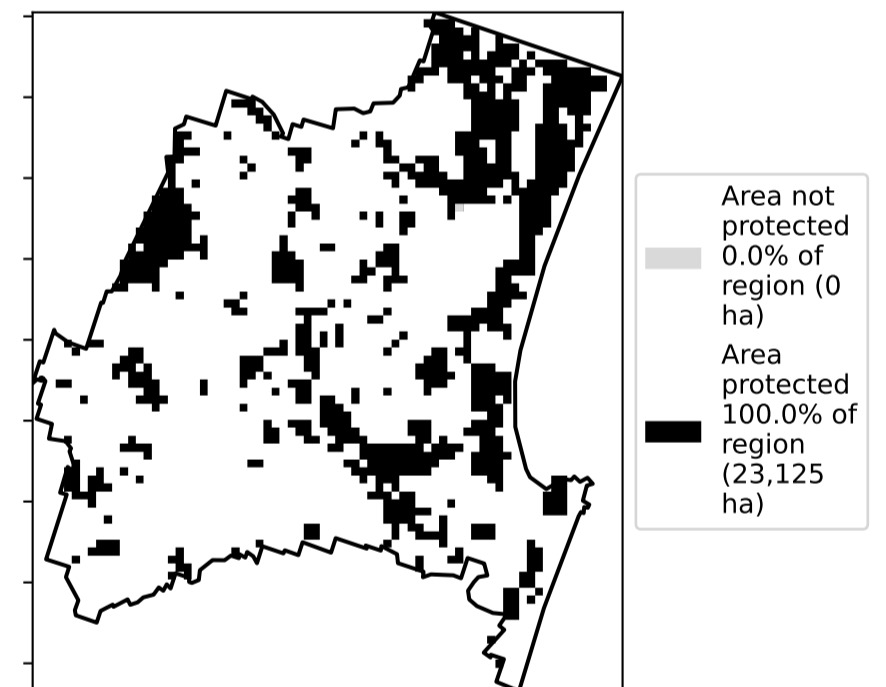 Area not
protected
0.0% of
region (0
ha)
Area
protected
100.0% of
region
(23,125
ha)